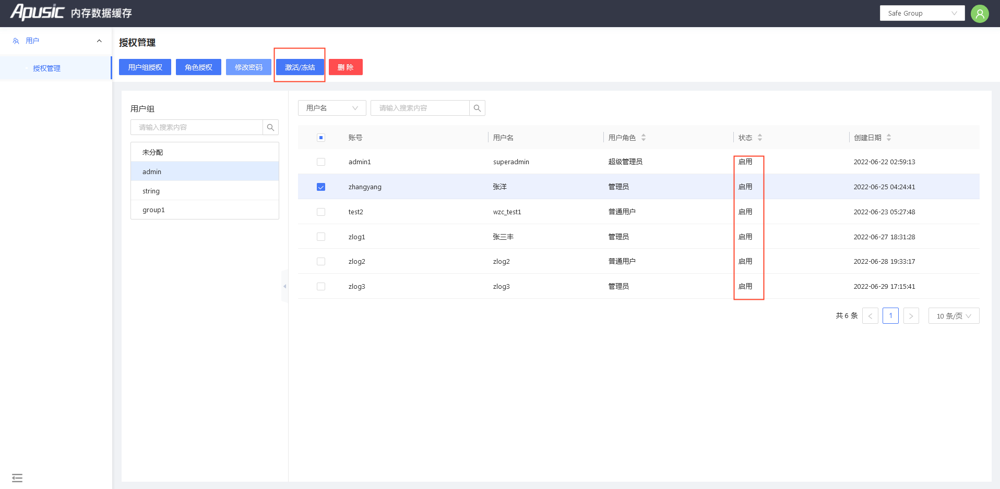 Apusic 内存数据缓存
Safe Group
用户
授权管理
授权管理
用户组授权 角色授权 修改密码 激活/冻结 删 除
用户组
请输入搜索内容
未分配
admin
string
group1
用户名 请输入搜索内容
账号 用户名 用户角色 状态 创建日期
admin1 superadmin 超级管理员 启用 2022-06-22 02:59:13
zhangyang 张洋 管理员 启用 2022-06-25 04:24:41
test2 wzc_test1 普通用户 启用 2022-06-23 05:27:48
zlog1 张三丰 管理员 启用 2022-06-27 18:31:28
zlog2 zlog2 普通用户 启用 2022-06-28 19:33:17
zlog3 zlog3 管理员 启用 2022-06-29 17:15:41
共 6 条 < 1 > 10 条/页